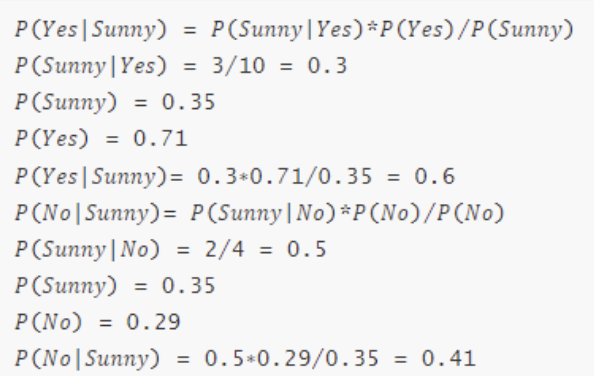 P(Yes|Sunny) = P(Sunny|Yes)*P(Yes)/P(Sunny)
P(Sunny|Yes) = 3/10 = 0.3
P(Sunny) = 0.35
P(Yes) = 0.71
P(Yes|Sunny)= 0.3*0.71/0.35 = 0.6
P(No|Sunny)= P(Sunny|No)*P(No)/P(No)
P(Sunny|No) = 2/4 = 0.5
P(Sunny) = 0.35
P(No) = 0.29
P(No|Sunny) = 0.5*0.29/0.35 = 0.41